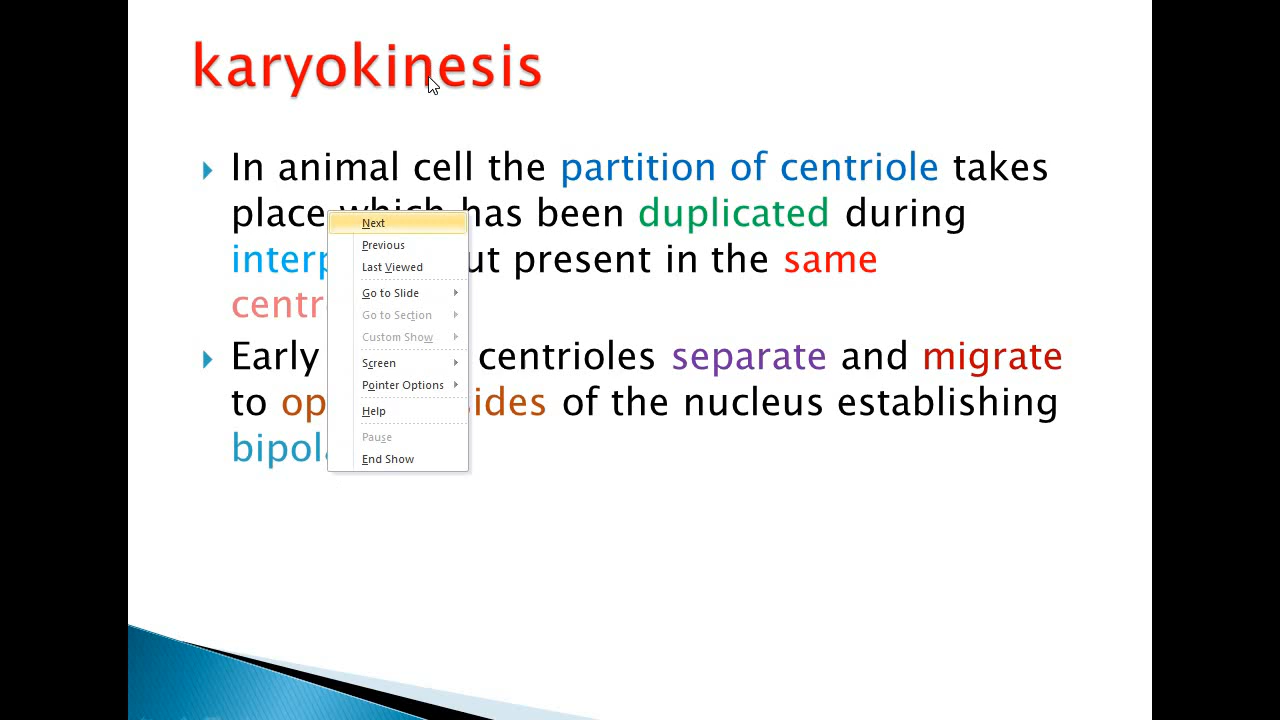 karyokinesis
In animal cell the partition of centriole takes
place which has been duplicated during
interp ut present in the same
centr
Early centrioles separate and migrate
to op sides of the nucleus establishing
bipola
Next
Previous
Last Viewed
Go to Slide
Go to Section
Custom Show
Screen
Pointer Options
Help
Pause
End Show